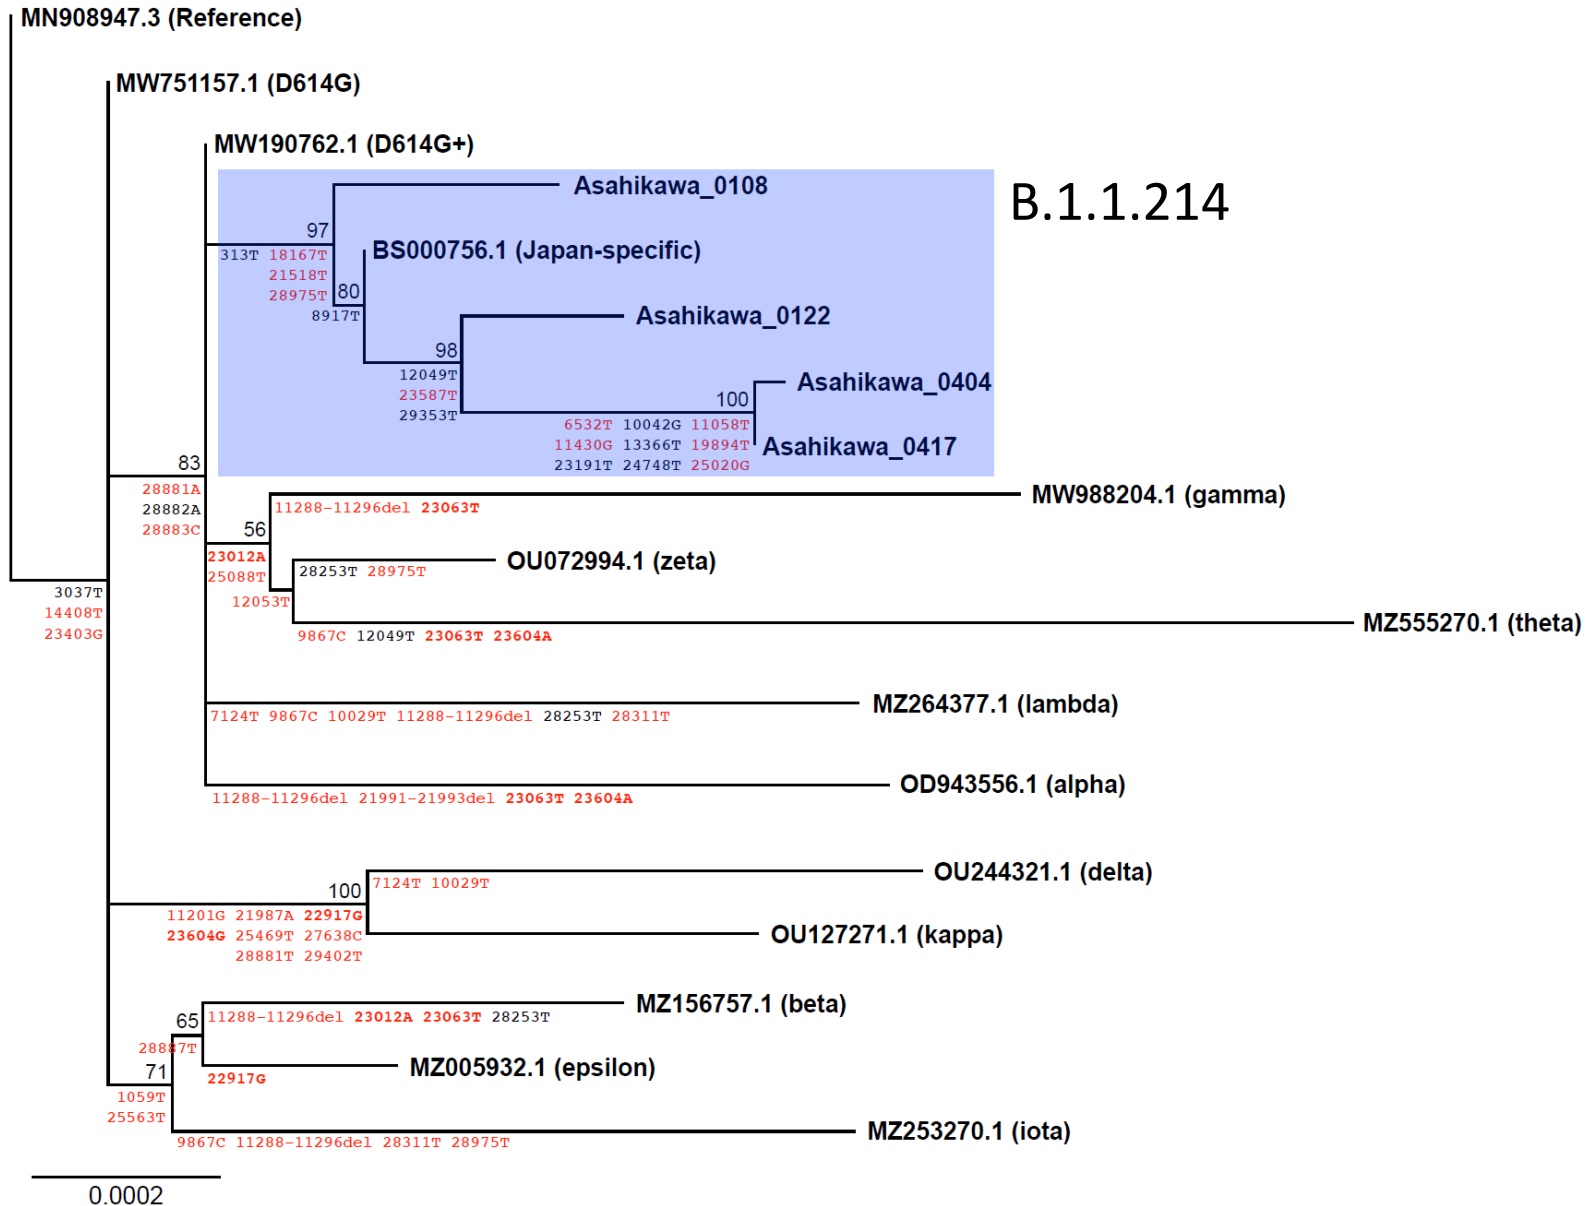 MN908947.3 (Reference)
MW751157.1 (D614G)
MW190762.1 (D614G+)
Asahikawa_0108
B.1.1.214
97
313T 18167T
21518T
28975T
BS000756.1 (Japan-specific)
80
8917T
Asahikawa_0122
98
12049T
23587T
29353T
Asahikawa_0404
100
6532T 10042G 11058T
11430G 13366T 19894T
23191T 24748T 25020G
Asahikawa_0417
83
28881A
28882A
28883C
MW988204.1 (gamma)
11288-11296del 23063T
56
23012A
25088T
OU072994.1 (zeta)
28253T 28975T
12053T
3037T
14408T
23403G
MZ555270.1 (theta)
9867C 12049T 23063T 23604A
MZ264377.1 (lambda)
7124T 9867C 10029T 11288-11296del 28253T 28311T
OD943556.1 (alpha)
11288-11296del 21991-21993del 23063T 23604A
OU244321.1 (delta)
7124T 10029T
100
11201G 21987A 22917G
23604G 25469T 27638C
28881T 29402T
OU127271.1 (kappa)
MZ156757.1 (beta)
65
11288-11296del 23012A 23063T 28253T
28887T
MZ005932.1 (epsilon)
22917G
71
1059T
25563T
MZ253270.1 (iota)
9867C 11288-11296del 28311T 28975T
0.0002